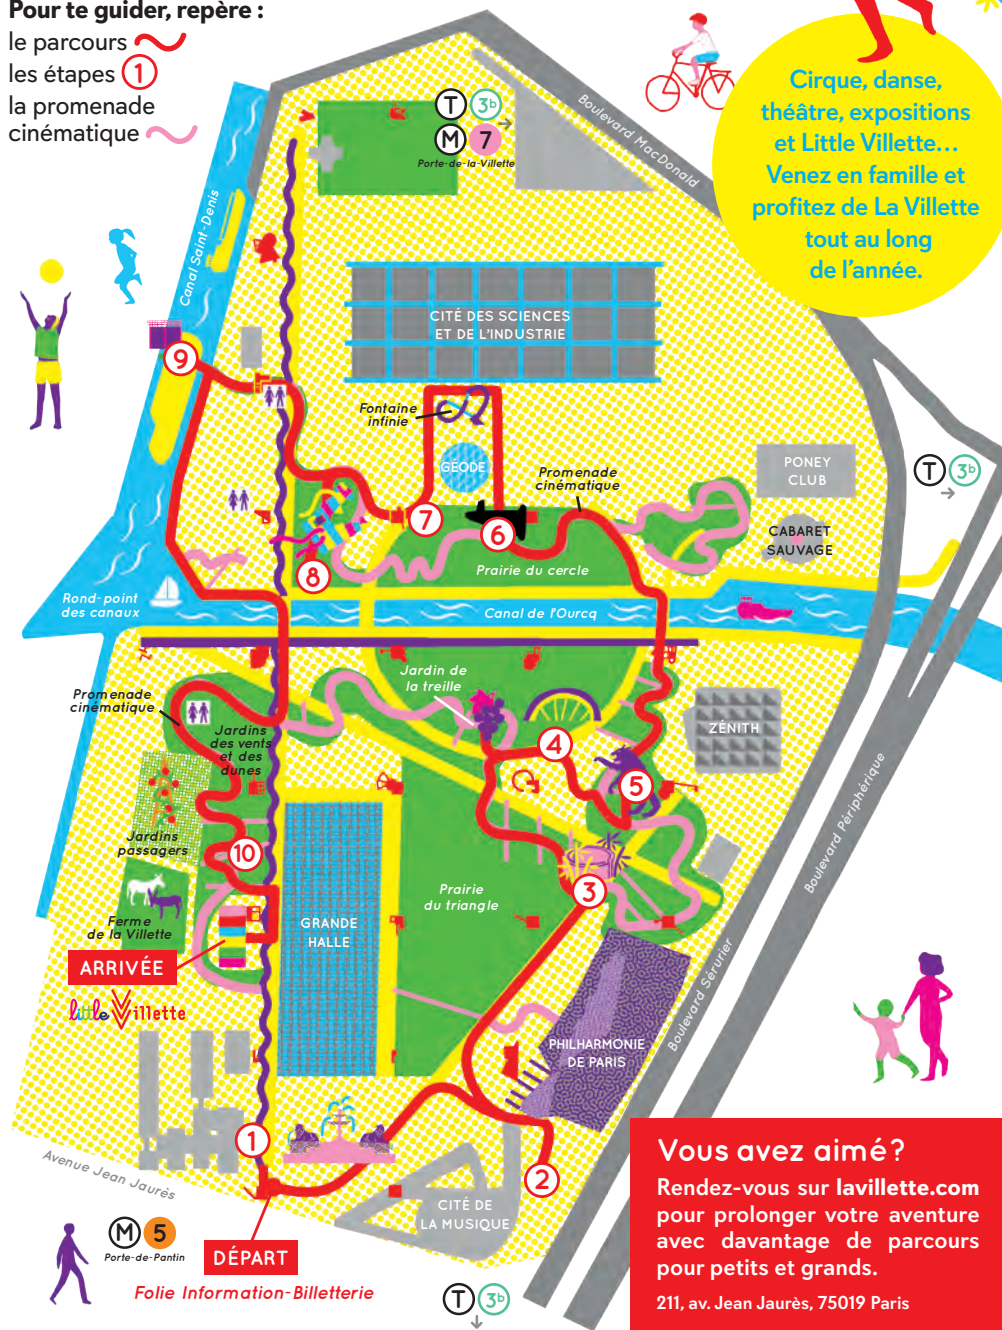 Pour te guider, repère :
le parcours
les étapes 1
la promenade
cinématique
Cirque, danse,
théâtre, expositions
et Little Villette...
Venez en famille et
profitez de La Villette
tout au long
de l'année.
T 3b
M 7
Porte-de-la-Villette
Boulevard MacDonald
Canal Saint-Denis
CITÉ DES SCIENCES
ET DE L'INDUSTRIE
9
Fontaine
infinie
GÉODE
Promenade
cinématique
PONEY
CLUB
T 3b
CABARET
SAUVAGE
7
6
8
Prairie du cercle
Rond-point
des canaux
Canal de l'Ourcq
Jardin de
la treille
Promenade
cinématique
Jardins
des vents
et des
dunes
ZÉNITH
4
5
Boulevard Périphérique
Jardins
passagers
10
3
Prairie
du triangle
Ferme
de la Villette
GRANDE
HALLE
ARRIVÉE
little Villette
Boulevard Sérurier
PHILHARMONIE
DE PARIS
1
2
Avenue Jean Jaurès
CITÉ DE
LA MUSIQUE
M 5
Porte-de-Pantin
DÉPART
Folie Information-Billetterie
T 3b
Vous avez aimé ?
Rendez-vous sur lavillette.com
pour prolonger votre aventure
avec davantage de parcours
pour petits et grands.
211, av. Jean Jaurès, 75019 Paris